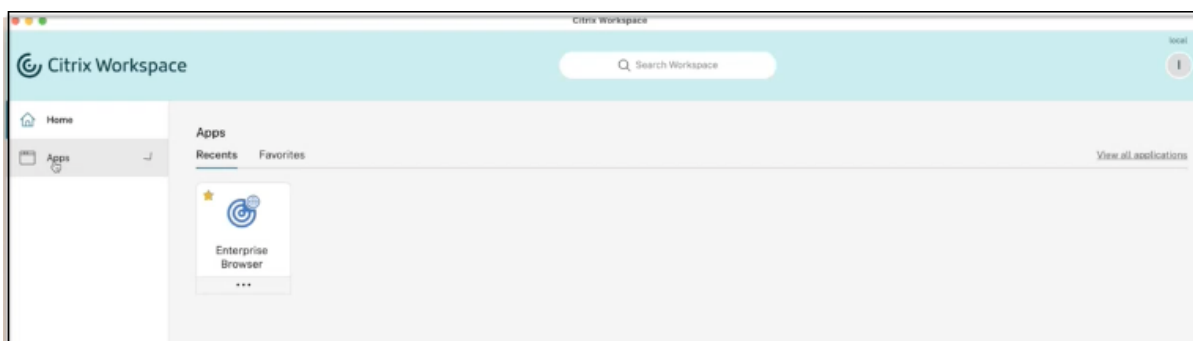 Citrix Workspace
local
Citrix Workspace
Search Workspace
I
Home
Apps
Apps
Recents Favorites
View all applications
Enterprise
Browser